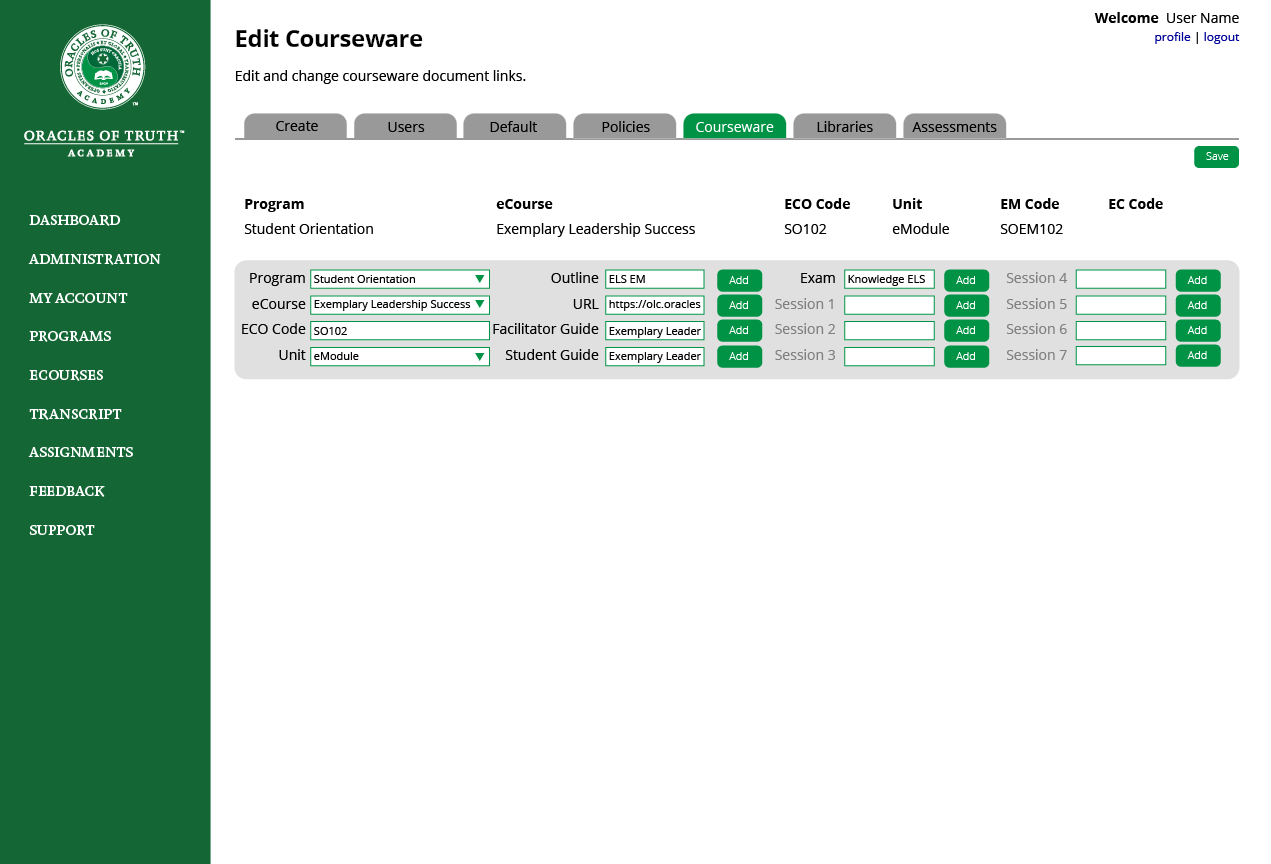 ORACLES OF TRUTH
ACADEMY
™
ORACLES OF TRUTH™
ACADEMY
DASHBOARD
ADMINISTRATION
MY ACCOUNT
PROGRAMS
ECOURSES
TRANSCRIPT
ASSIGNMENTS
FEEDBACK
SUPPORT
Welcome User Name
profile | logout
Edit Courseware
Edit and change courseware document links.
Create Users Default Policies Courseware Libraries Assessments
Save
Program eCourse ECO Code Unit EM Code EC Code
Student Orientation Exemplary Leadership Success SO102 eModule SOEM102
Program Student Orientation Outline ELS EM Add Exam Knowledge ELS Add Session 4 Add
eCourse Exemplary Leadership Success URL https://olc.oracles Add Session 1 Add Session 5 Add
ECO Code SO102 Facilitator Guide Exemplary Leader Add Session 2 Add Session 6 Add
Unit eModule Student Guide Exemplary Leader Add Session 3 Add Session 7 Add